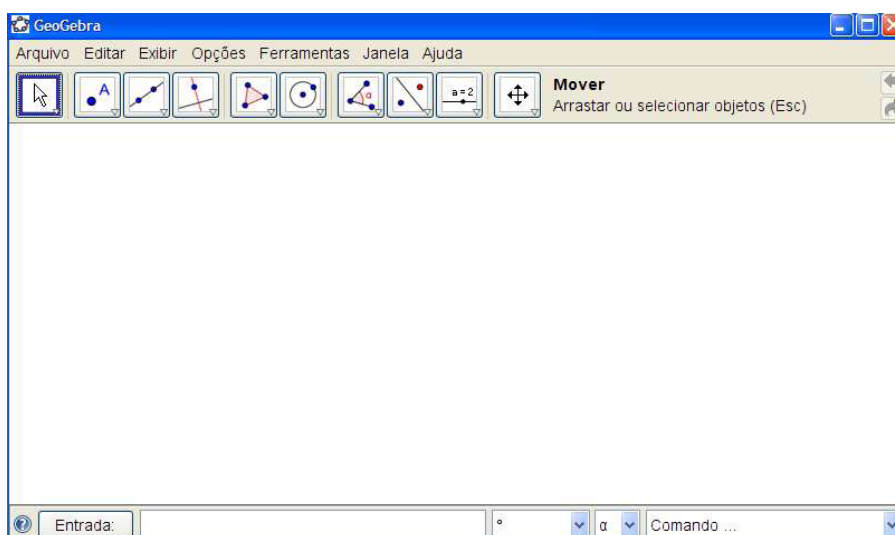 GeoGebra
Arquivo Editar Exibir Opções Ferramentas Janela Ajuda
A
α
a=2
Mover
Arrastar ou selecionar objetos (Esc)
Entrada:
° α Comando ...